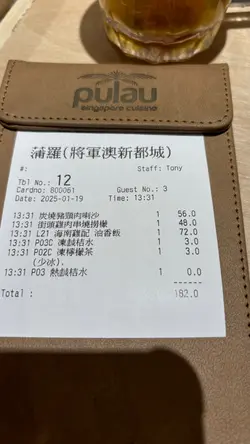 pulau
singapore cuisine
蒲羅(將軍澳新都城)
Staff: Tony
Tbl No.: 12
Cardno: 800061 Guest No.: 3
Date: 2025-01-19 Time: 13:31
13:31 炭燒豬頸肉喇沙 1 56.0
13:31 街頭雞肉串燒撈檬 1 48.0
13:31 L21 海南雞配 油香飯 1 72.0
13:31 P03C 凍鹹桔水 1 3.0
13:31 P02C 凍檸檬茶 1 3.0
(少冰).
13:31 P03 熱鹹桔水 1 0.0
Total : 182.0